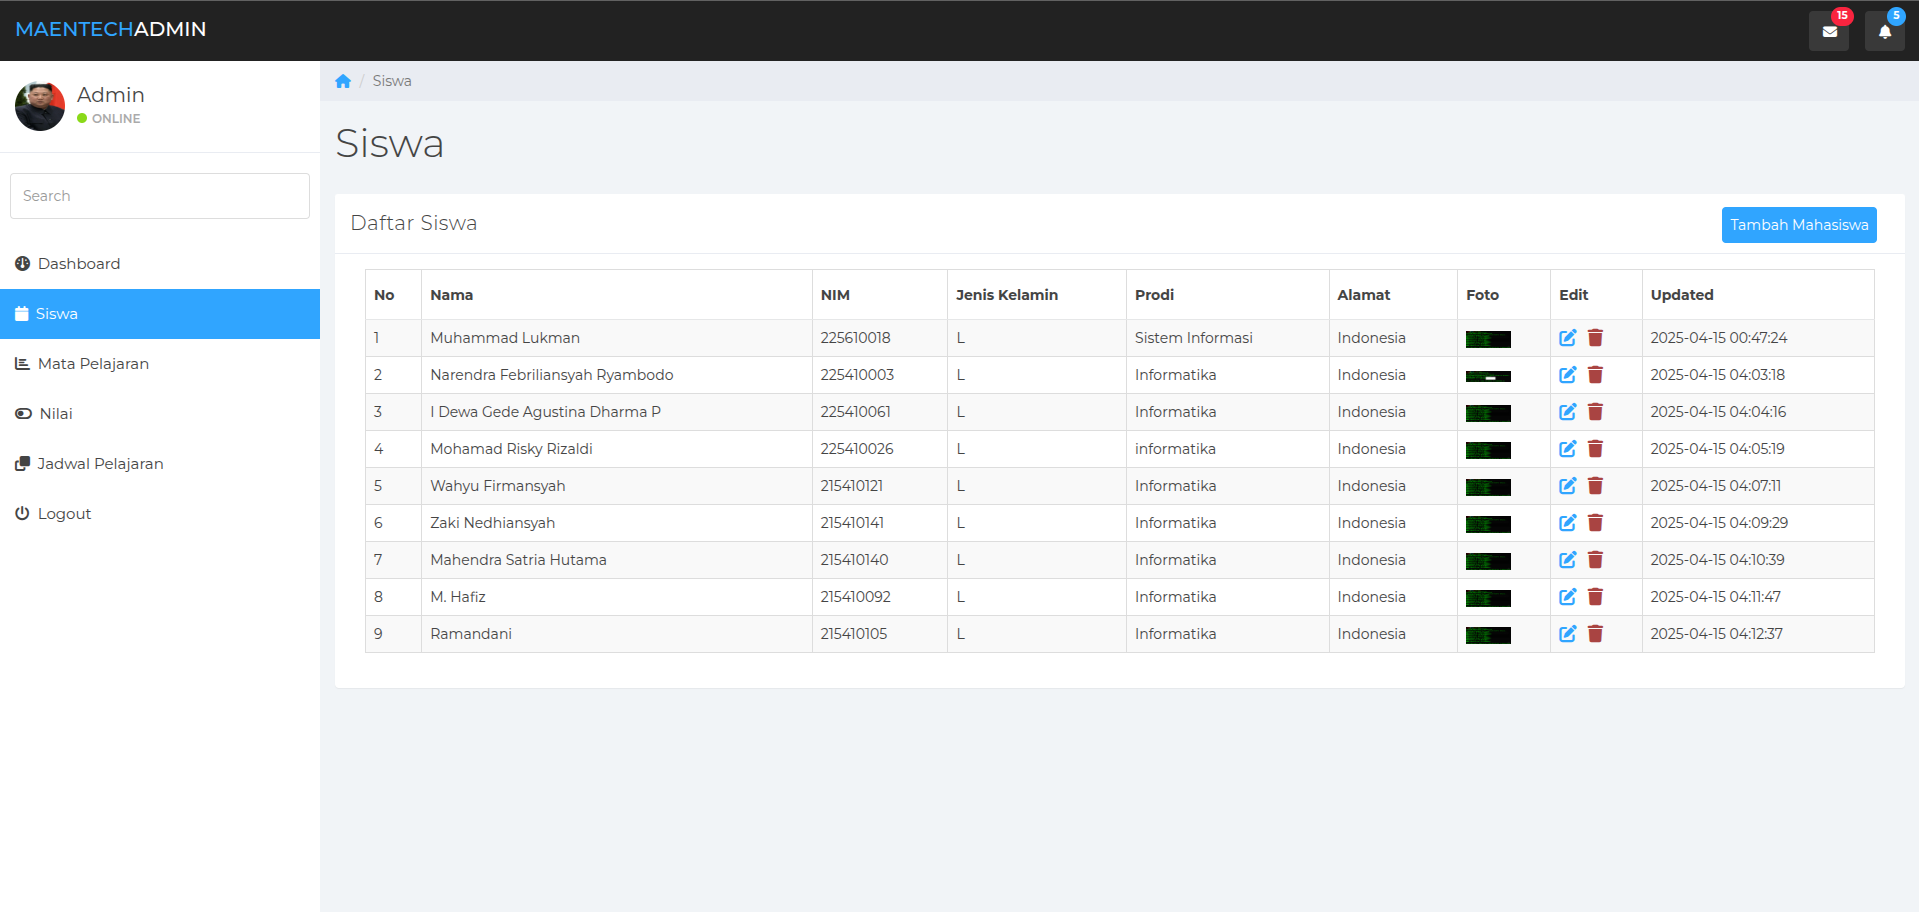 MAENTECHADMIN
15
5
Admin
ONLINE
Search
Dashboard
Siswa
Mata Pelajaran
Nilai
Jadwal Pelajaran
Logout
/ Siswa
Siswa
Daftar Siswa
Tambah Mahasiswa
No Nama NIM Jenis Kelamin Prodi Alamat Foto Edit Updated
1 Muhammad Lukman 225610018 L Sistem Informasi Indonesia 2025-04-15 00:47:24
2 Narendra Febriliansyah Ryambodo 225410003 L Informatika Indonesia 2025-04-15 04:03:18
3 I Dewa Gede Agustina Dharma P 225410061 L Informatika Indonesia 2025-04-15 04:04:16
4 Mohamad Risky Rizaldi 225410026 L informatika Indonesia 2025-04-15 04:05:19
5 Wahyu Firmansyah 215410121 L Informatika Indonesia 2025-04-15 04:07:11
6 Zaki Nedhiansyah 215410141 L Informatika Indonesia 2025-04-15 04:09:29
7 Mahendra Satria Hutama 215410140 L Informatika Indonesia 2025-04-15 04:10:39
8 M. Hafiz 215410092 L Informatika Indonesia 2025-04-15 04:11:47
9 Ramandani 215410105 L Informatika Indonesia 2025-04-15 04:12:37